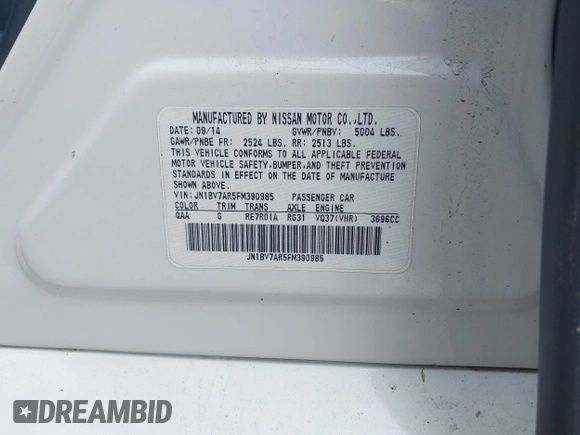 MANUFACTURED BY NISSAN MOTOR CO.,LTD.
DATE: 09/14 GVWR/PNBV: 5004 LBS.
GAWR/PNBE FR: 2524 LBS. RR: 2513 LBS.
THIS VEHICLE CONFORMS TO ALL APPLICABLE FEDERAL
MOTOR VEHICLE SAFETY,BUMPER,AND THEFT PREVENTION
STANDARDS IN EFFECT ON THE DATE OF MANUFACTURE
SHOWN ABOVE.
VIN: JN1BV7AR5FM390985 PASSENGER CAR
COLOR TRIM TRANS AXLE ENGINE
QAA G RE7R01A RG31 VQ37(VHR) 3696CC
JN1BV7AR5FM390985
DREAMBID